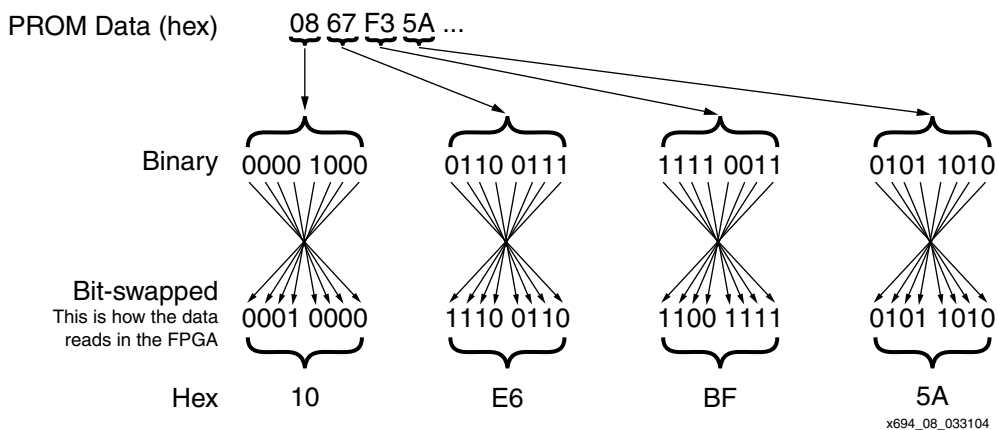 PROM Data (hex) 08 67 F3 5A ...
Binary 0000 1000 0110 0111 1111 0011 0101 1010
Bit-swapped
This is how the data
reads in the FPGA
0001 0000 1110 0110 1100 1111 0101 1010
Hex 10 E6 BF 5A
x694_08_033104